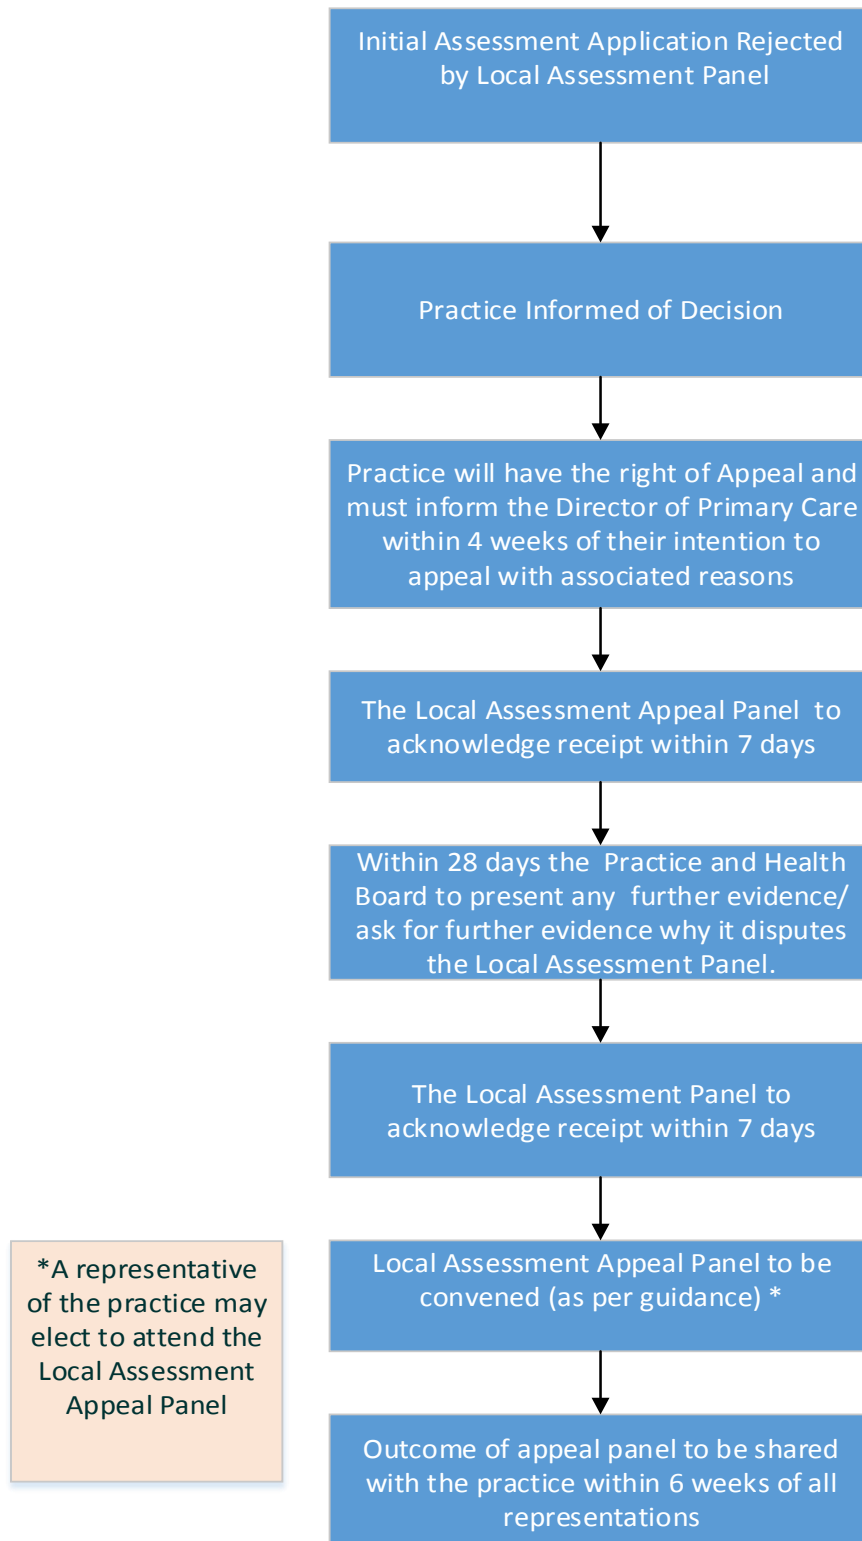 Initial Assessment Application Rejected
by Local Assessment Panel
Practice Informed of Decision
Practice will have the right of Appeal and
must inform the Director of Primary Care
within 4 weeks of their intention to
appeal with associated reasons
The Local Assessment Appeal Panel to
acknowledge receipt within 7 days
Within 28 days the Practice and Health
Board to present any further evidence/
ask for further evidence why it disputes
the Local Assessment Panel.
The Local Assessment Panel to
acknowledge receipt within 7 days
Local Assessment Appeal Panel to be
convened (as per guidance) *
*A representative
of the practice may
elect to attend the
Local Assessment
Appeal Panel
Outcome of appeal panel to be shared
with the practice within 6 weeks of all
representations